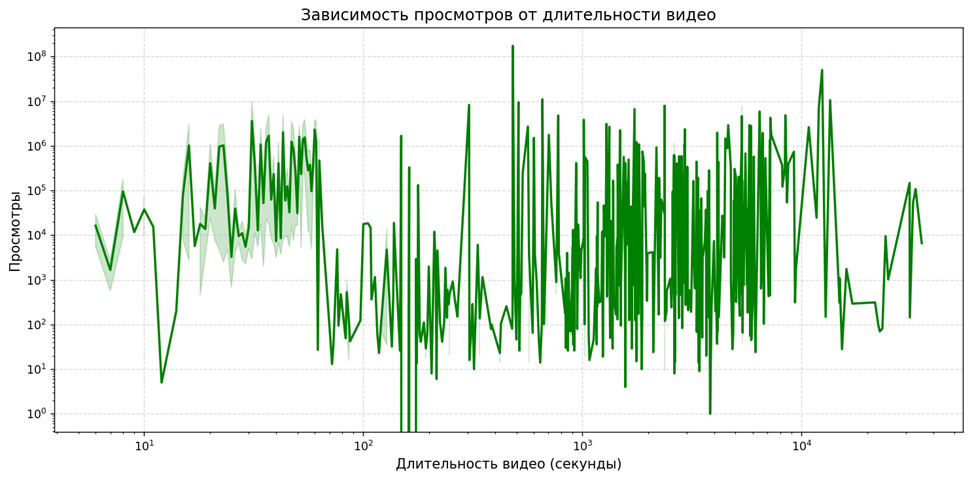 Зависимость просмотров от длительности видео
Просмотры
10⁸
10⁷
10⁶
10⁵
10⁴
10³
10²
10¹
10⁰
10¹ 10² 10³ 10⁴
Длительность видео (секунды)